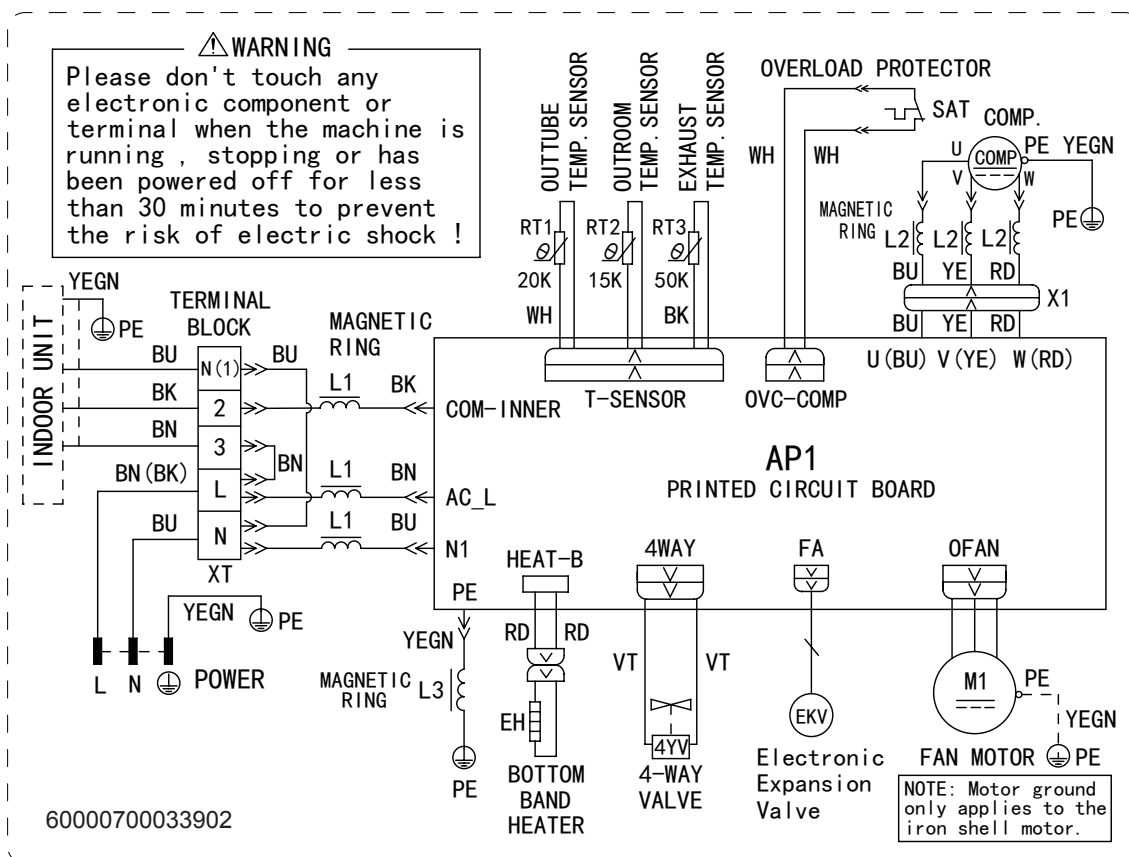 WARNING
Please don't touch any
electronic component or
terminal when the machine is
running , stopping or has
been powered off for less
than 30 minutes to prevent
the risk of electric shock !
OUTTUBE
TEMP. SENSOR
OUTROOM
TEMP. SENSOR
EXHAUST
TEMP. SENSOR
RT1
RT2
RT3
θ
θ
θ
20K
15K
50K
WH
BK
OVERLOAD PROTECTOR
SAT
WH
WH
COMP.
U
V
W
COMP
PE YEGN
PE
MAGNETIC
RING
L2
L2
L2
BU YE RD
X1
BU YE RD
U(BU) V(YE) W(RD)
INDOOR UNIT
YEGN
PE
TERMINAL
BLOCK
MAGNETIC
RING
BU
N(1)
BU
BK
2
L1
BK
COM-INNER
BN
3
BN
BN(BK)
L
L1
BN
AC_L
BU
N
L1
BU
N1
XT
YEGN
PE
L N POWER
T-SENSOR
OVC-COMP
AP1
PRINTED CIRCUIT BOARD
PE
YEGN
MAGNETIC
RING
L3
PE
HEAT-B
RD
RD
EH
BOTTOM
BAND
HEATER
4WAY
VT
VT
4YV
4-WAY
VALVE
FA
EKV
Electronic
Expansion
Valve
OFAN
M1
PE
YEGN
FAN MOTOR
PE
NOTE: Motor ground
only applies to the
iron shell motor.
60000700033902